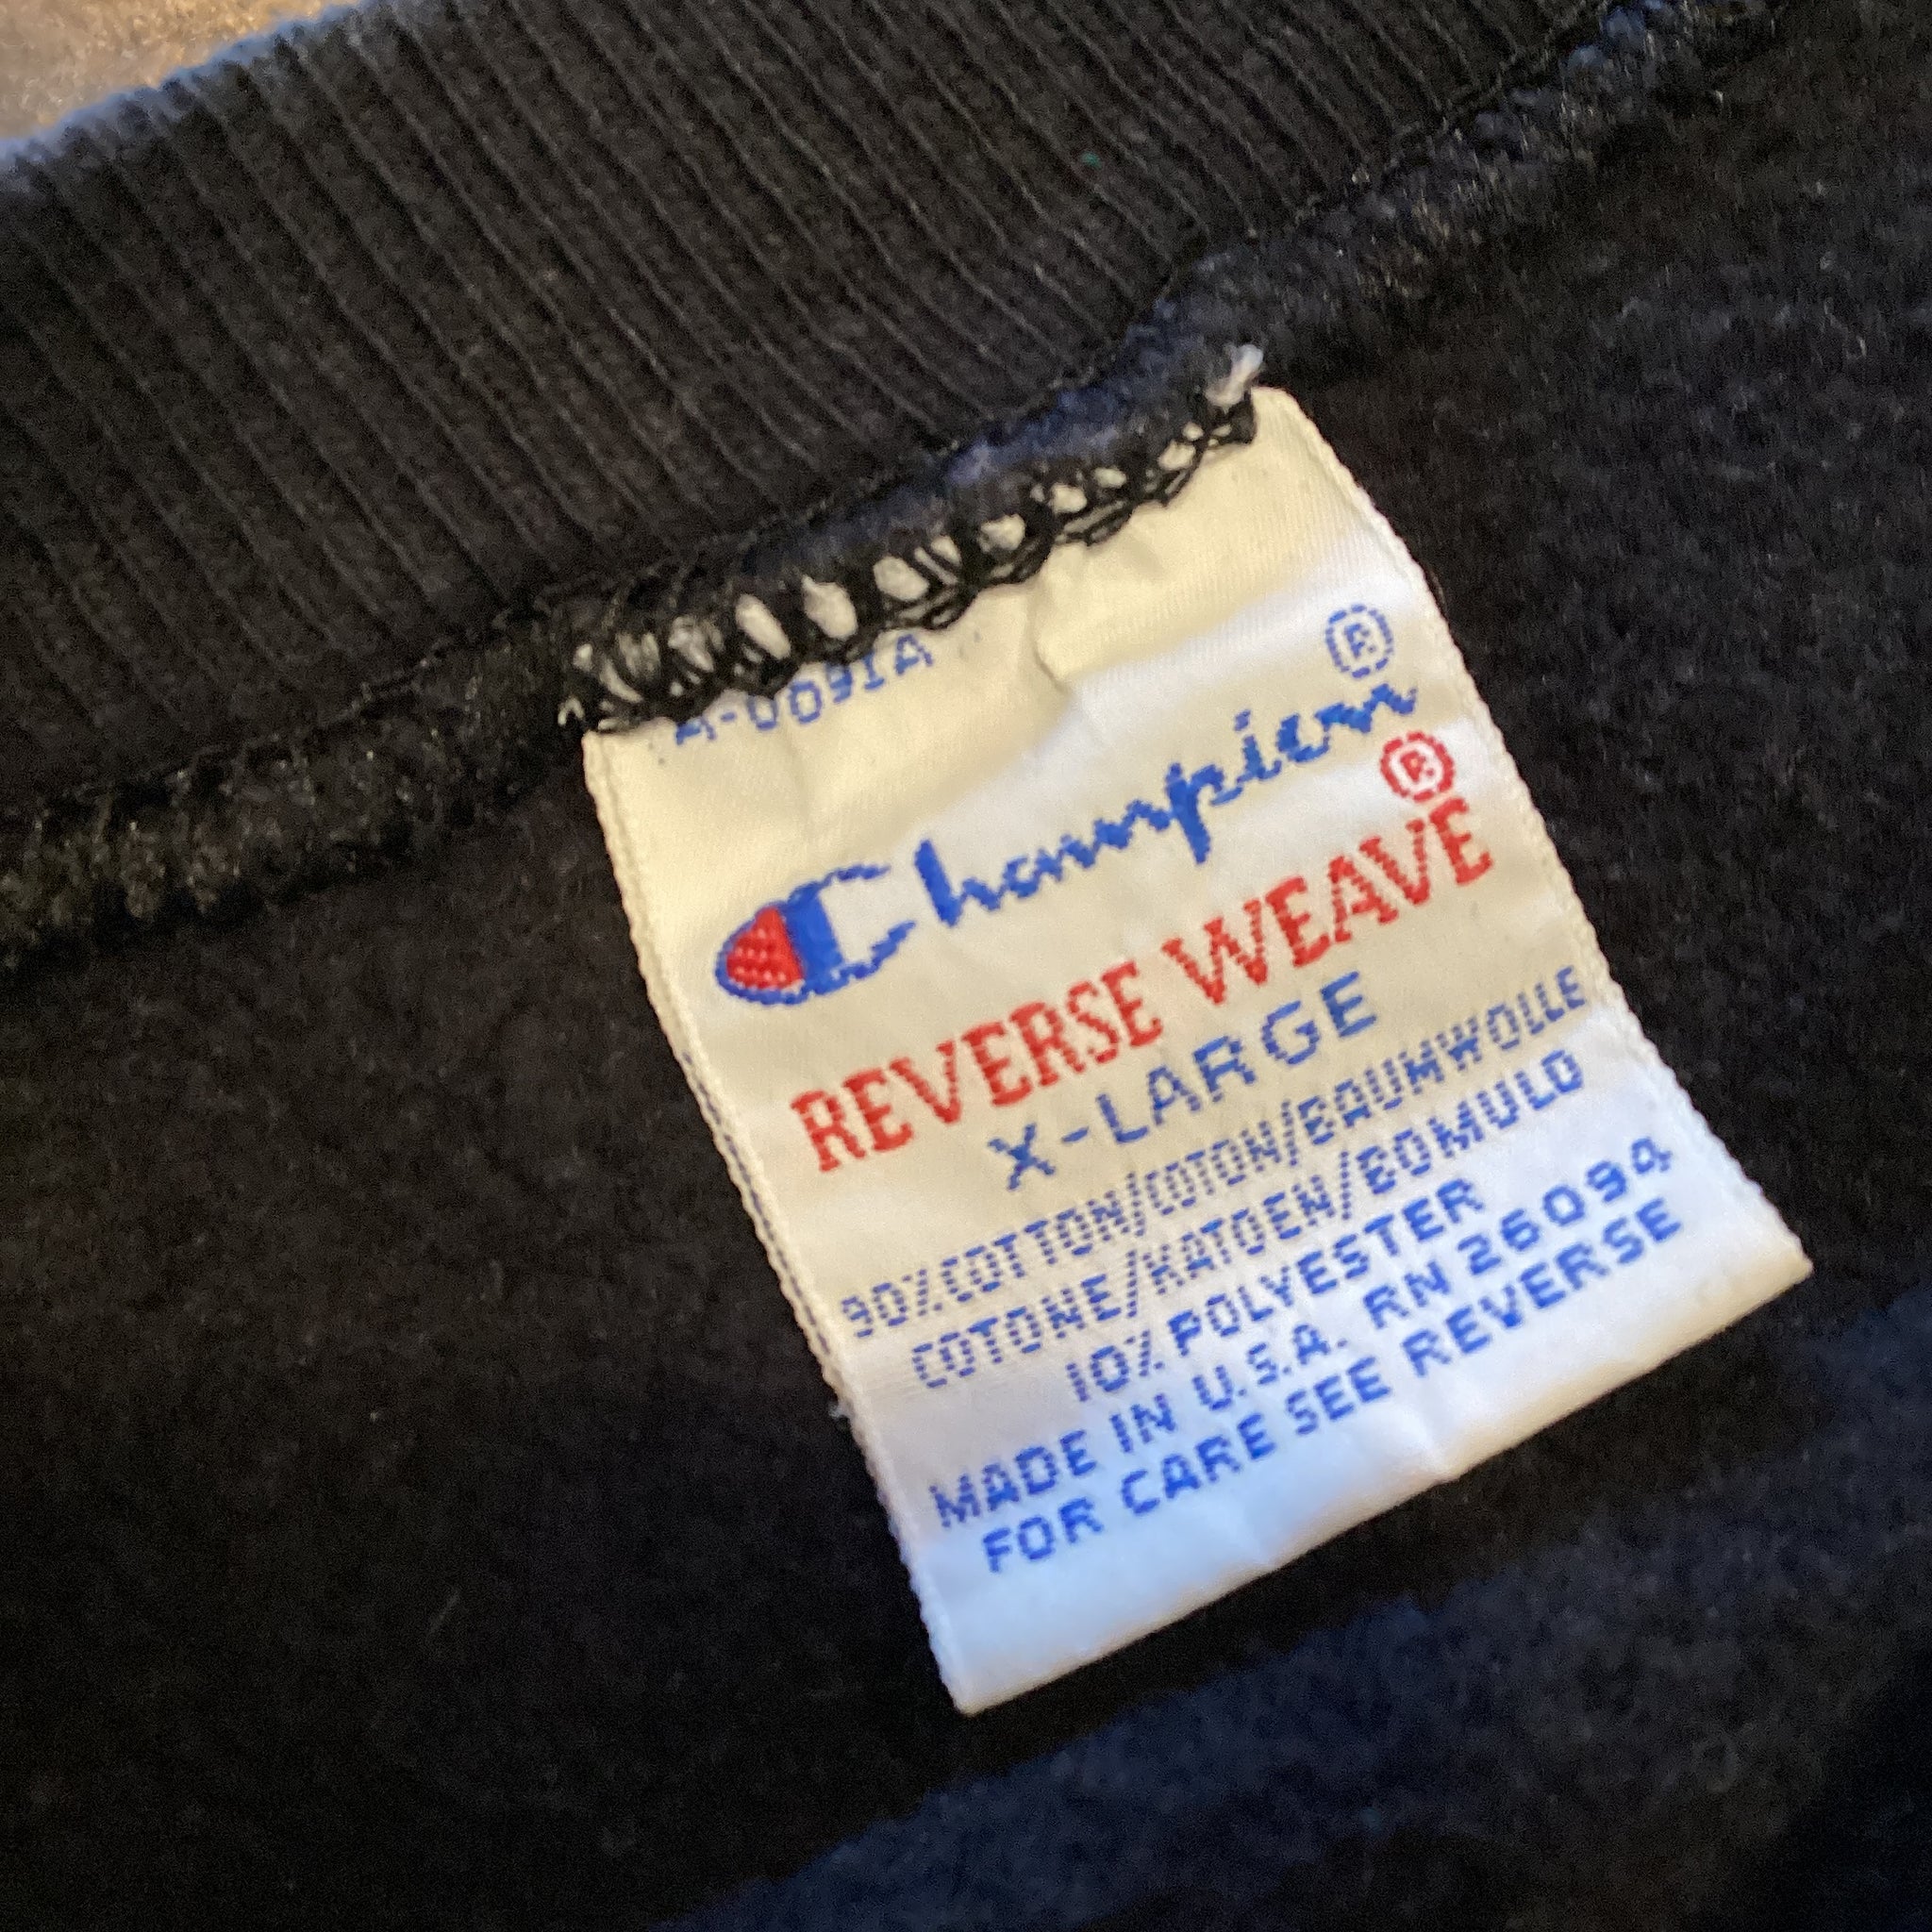 A-0091A
Champion®
REVERSE WEAVE®
X-LARGE
90% COTTON/COTON/BAUMWOLLE
COTONE/KATOEN/BOMULD
10% POLYESTER
MADE IN U.S.A. RN 26094
FOR CARE SEE REVERSE